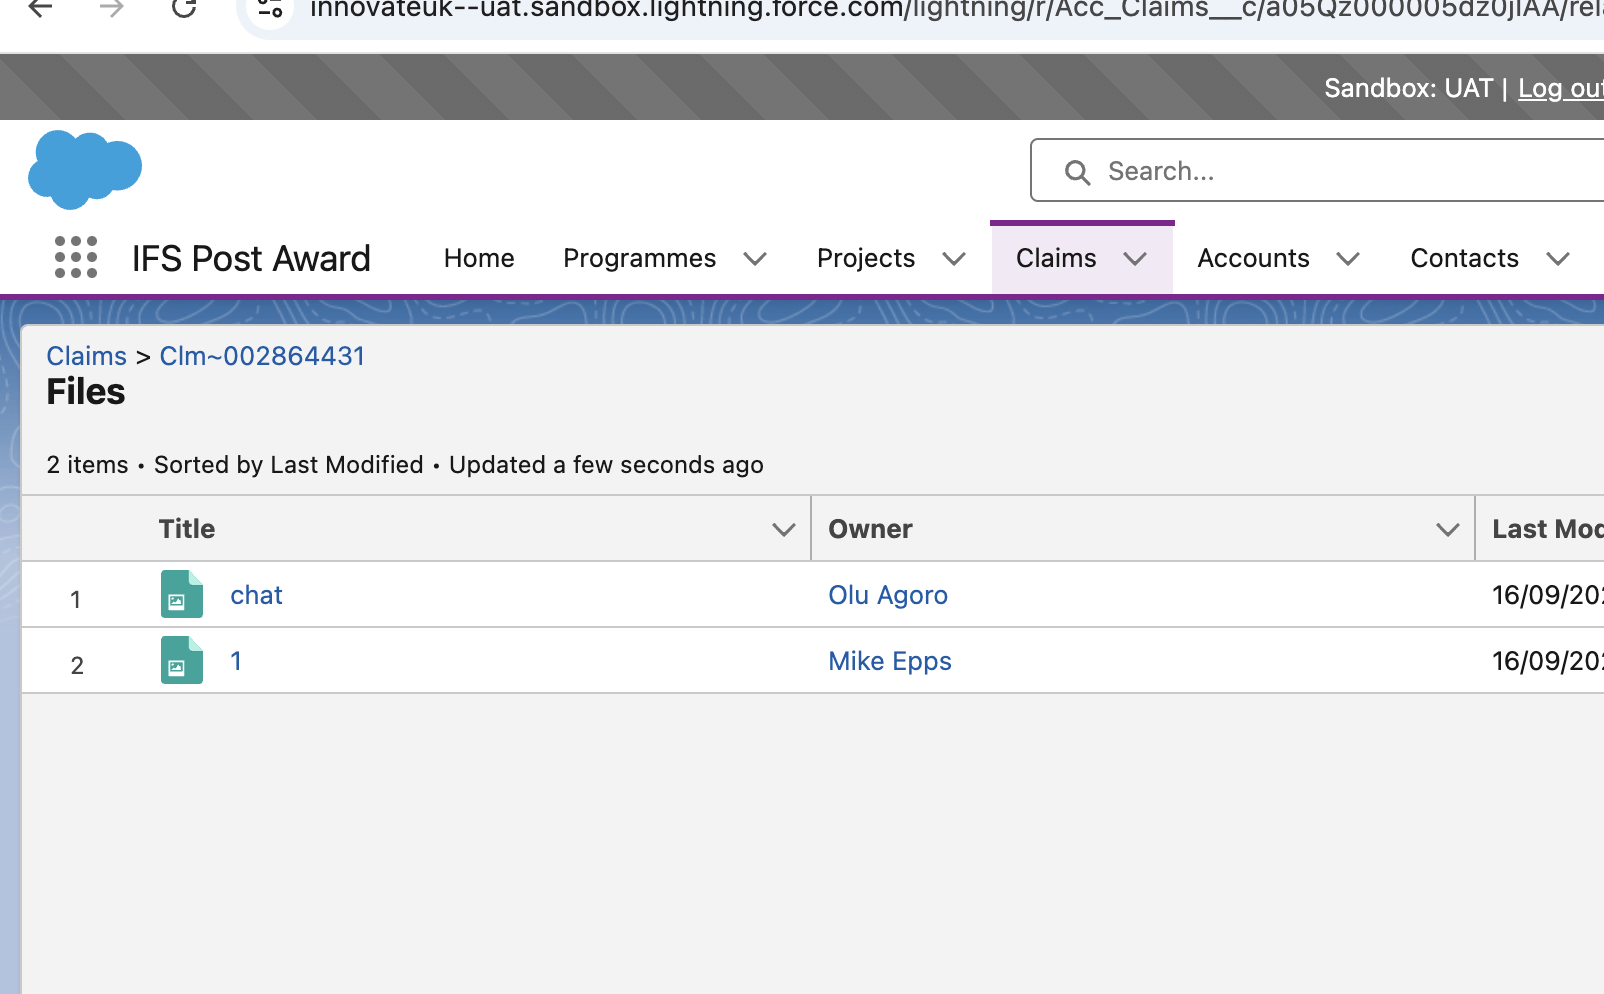 innovateuk--uat.sandbox.lightning.force.com/lightning/r/Acc_Claims__c/a05Qz000005dz0jIAA/rel
Sandbox: UAT | Log out
Search...
IFS Post Award Home Programmes Projects Claims Accounts Contacts
Claims > Clm~002864431
Files
2 items • Sorted by Last Modified • Updated a few seconds ago
Title Owner Last Mod
1 chat Olu Agoro 16/09/202
2 1 Mike Epps 16/09/202